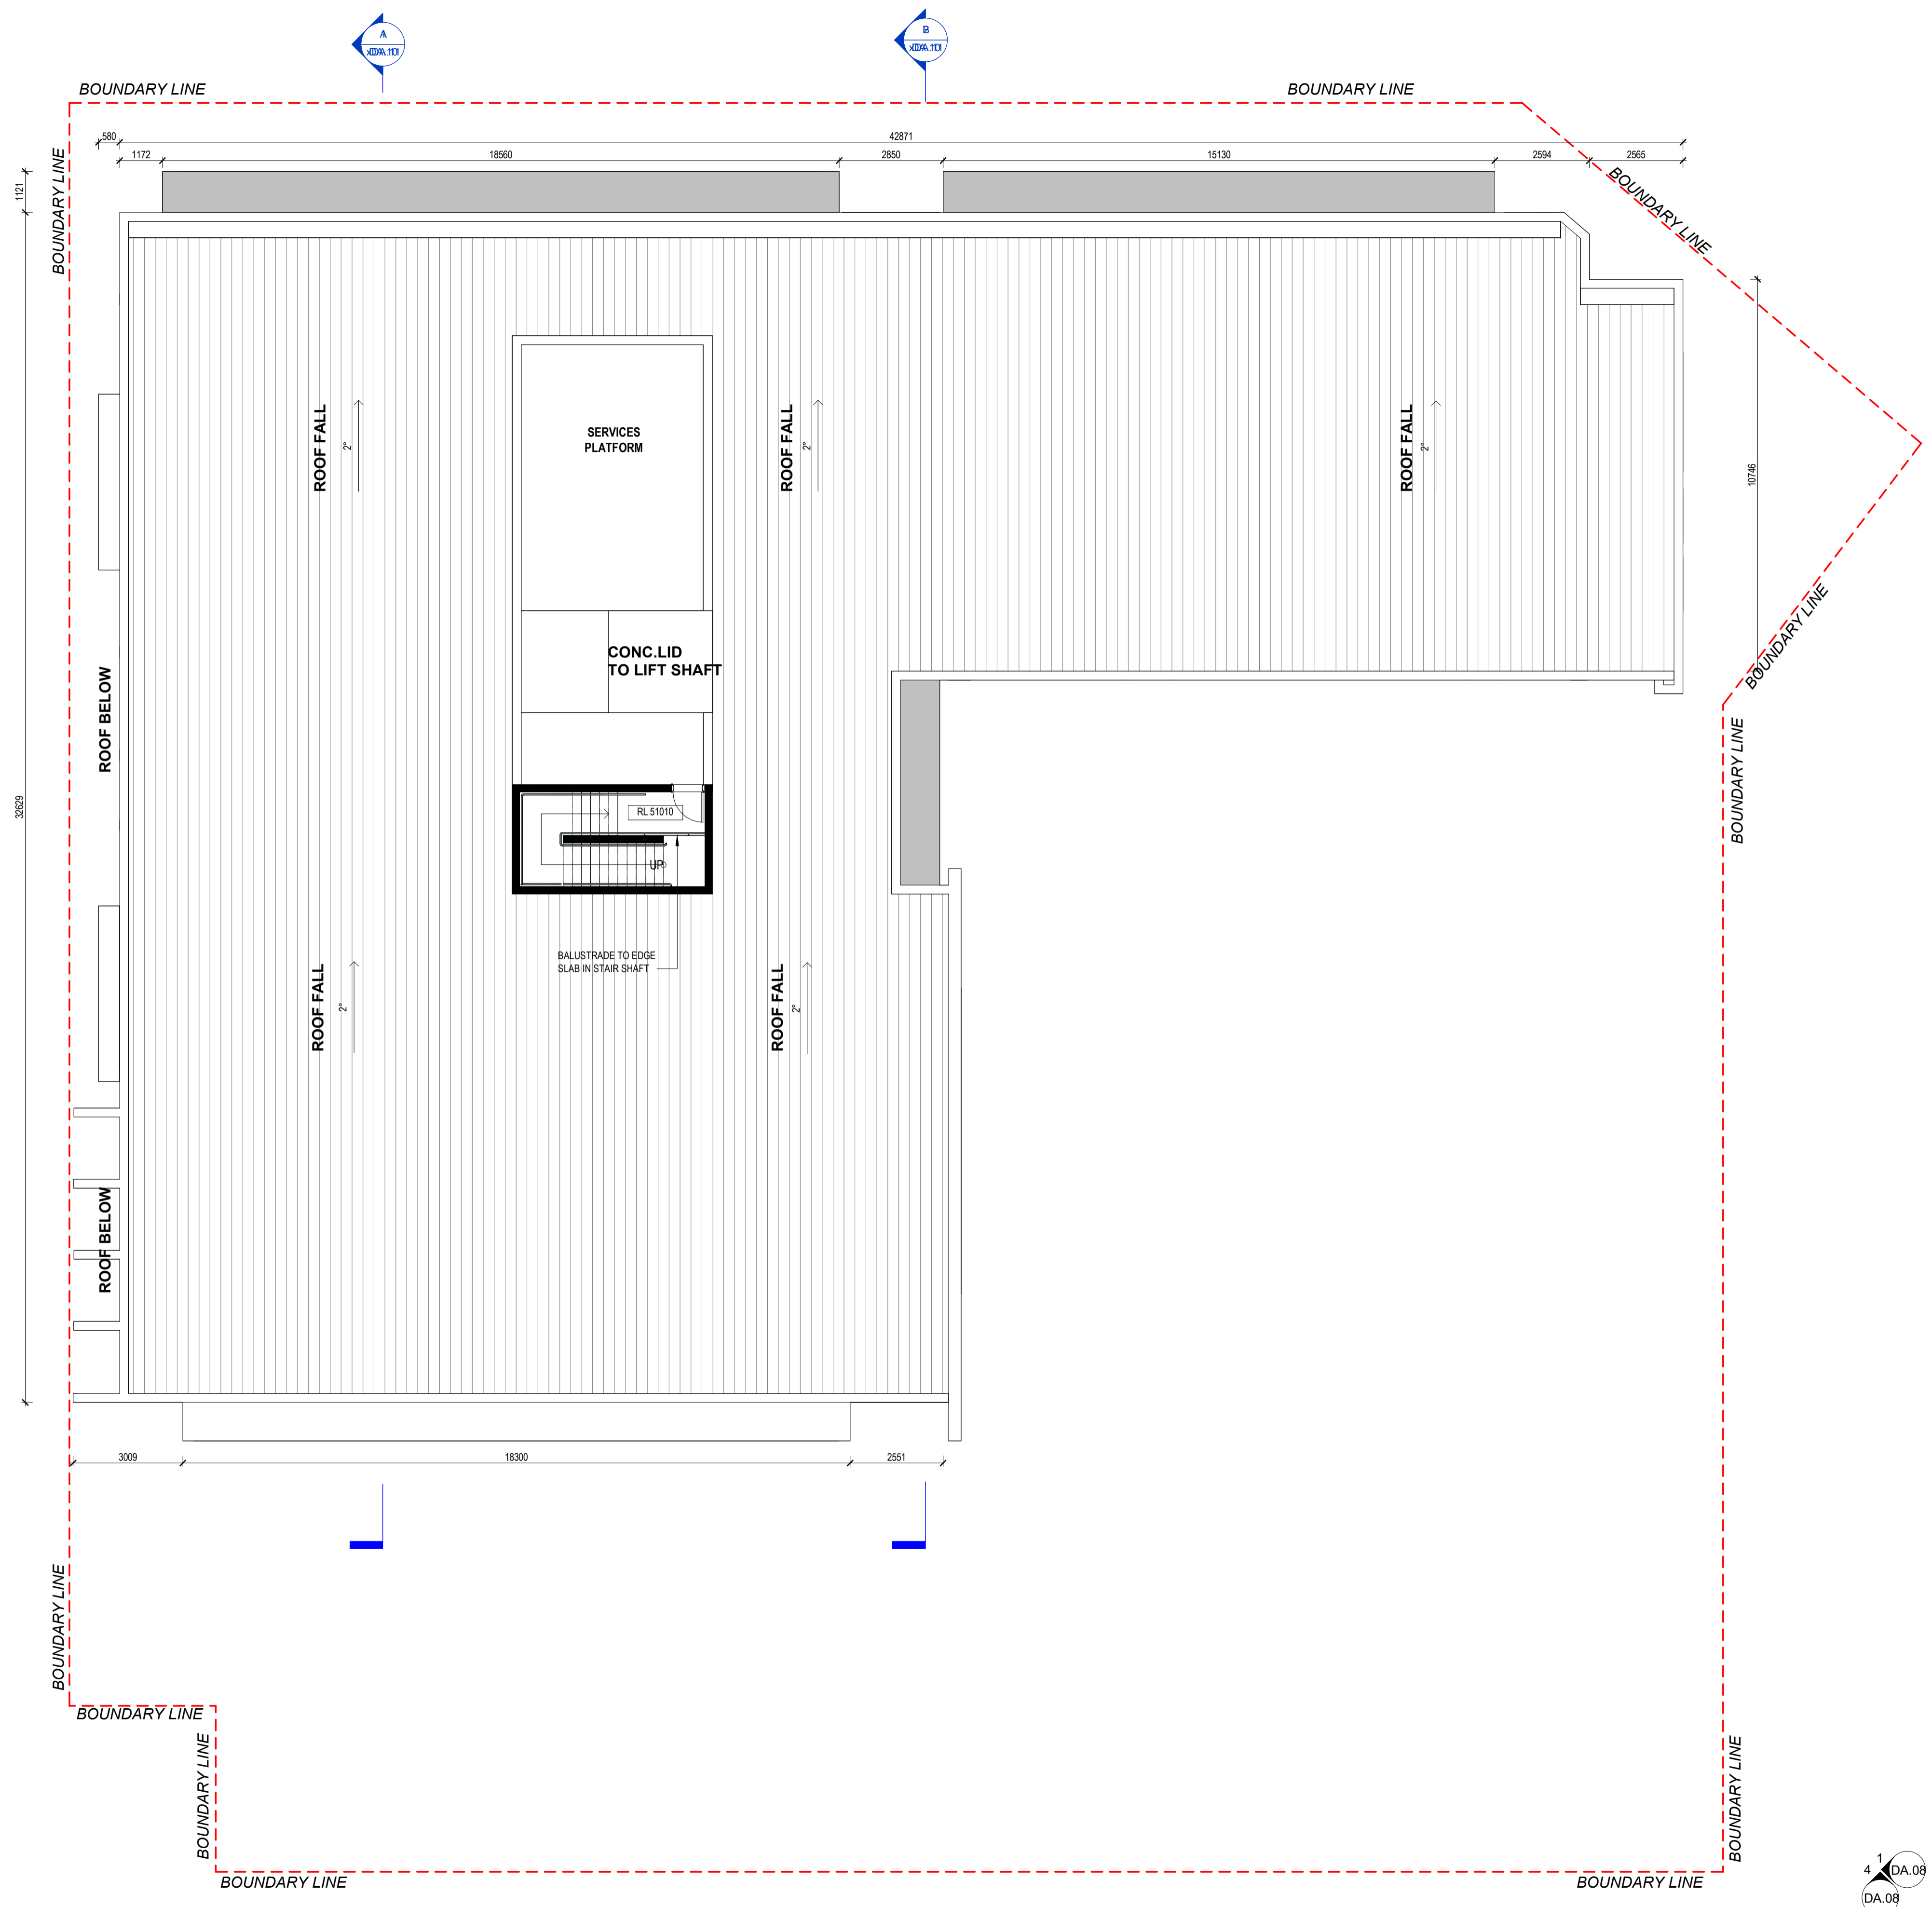 A
B
BOUNDARY LINE
BOUNDARY LINE
580
42871
1172
18560
2850
15130
2594
2565
1121
BOUNDARY LINE
BOUNDARY LINE
ROOF FALL
2°
SERVICES
PLATFORM
ROOF FALL
2°
ROOF FALL
2°
10746
BOUNDARY LINE
CONC.LID
TO LIFT SHAFT
ROOF BELOW
BOUNDARY LINE
32629
RL 51010
UP
BALUSTRADE TO EDGE
SLAB IN STAIR SHAFT
ROOF FALL
2°
ROOF FALL
2°
ROOF BELOW
3009
18300
2551
BOUNDARY LINE
BOUNDARY LINE
BOUNDARY LINE
BOUNDARY LINE
BOUNDARY LINE
BOUNDARY LINE
1
4
DA.08
DA.08